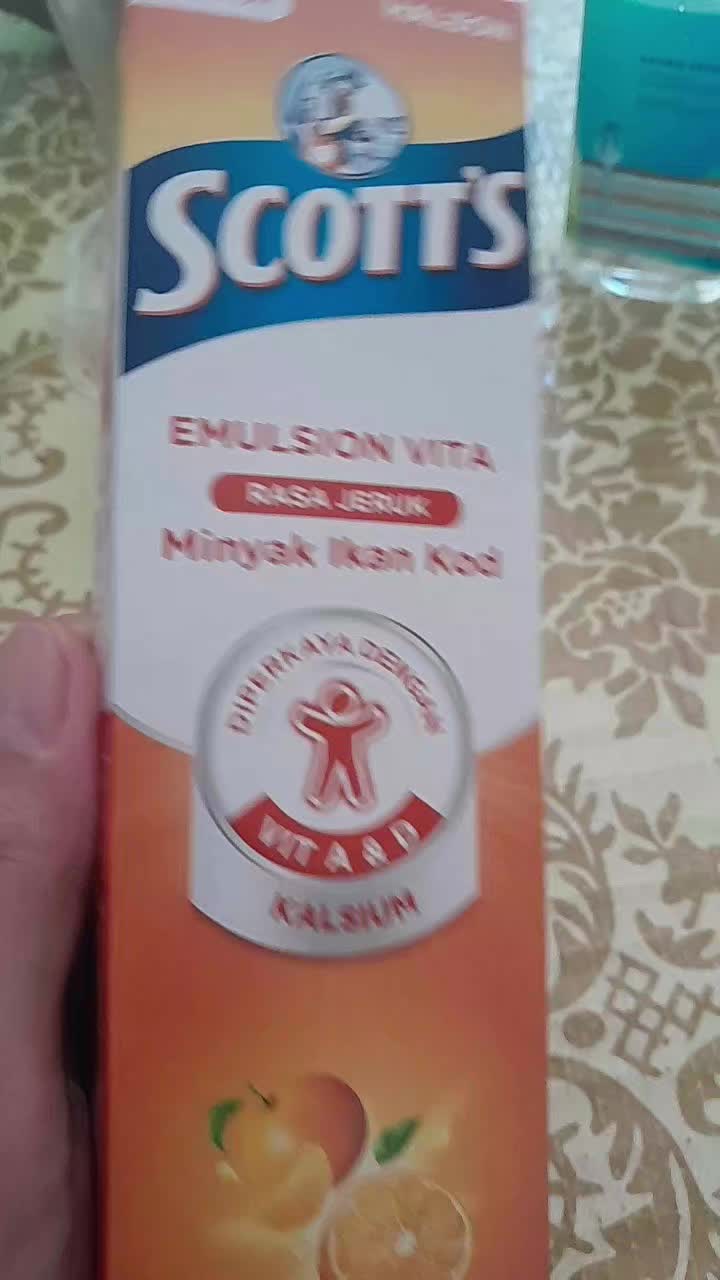 SCOTT'S
EMULSION VITA
RASA JERUK
Minyak Ikan Kod
DIPERKAYA DENGAN
VIT A & D
KALSIUM